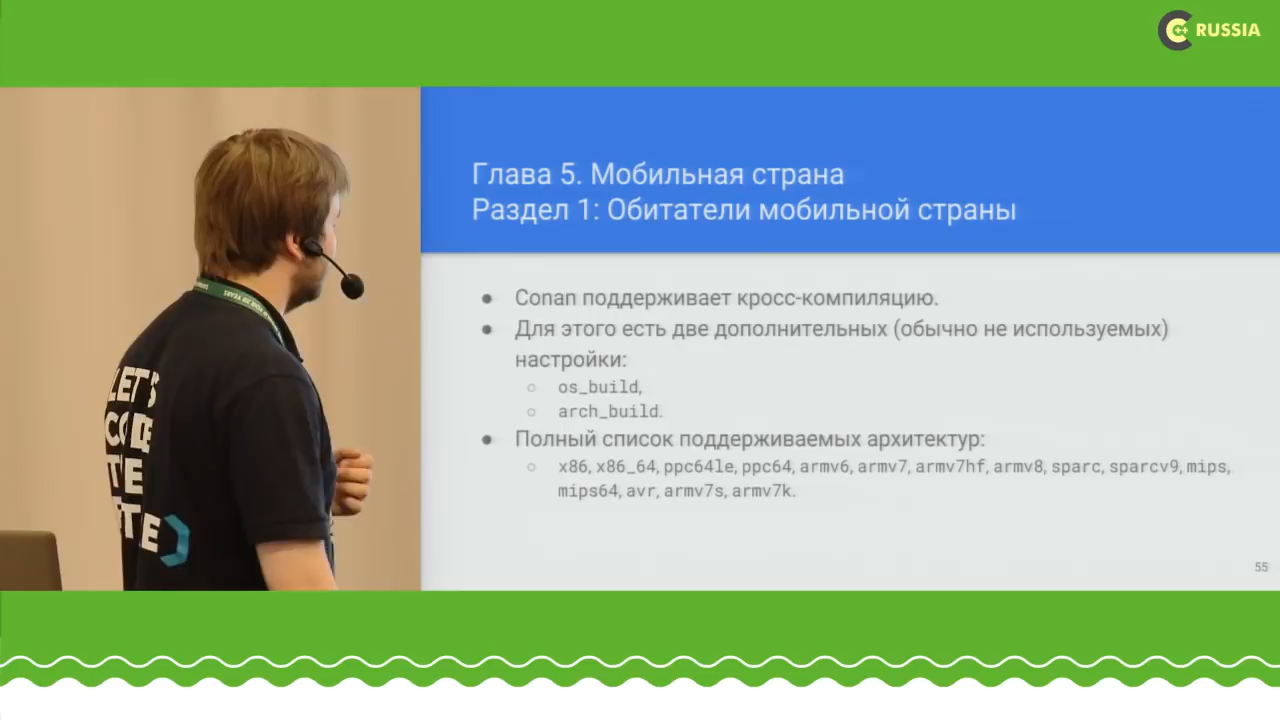 C++ RUSSIA
Глава 5. Мобильная страна
Раздел 1: Обитатели мобильной страны
● Conan поддерживает кросс-компиляцию.
● Для этого есть две дополнительных (обычно не используемых)
настройки:
○ os_build,
○ arch_build.
● Полный список поддерживаемых архитектур:
○ x86, x86_64, ppc64le, ppc64, armv6, armv7, armv7hf, armv8, sparc, sparcv9, mips,
mips64, avr, armv7s, armv7k.
55
LET'S